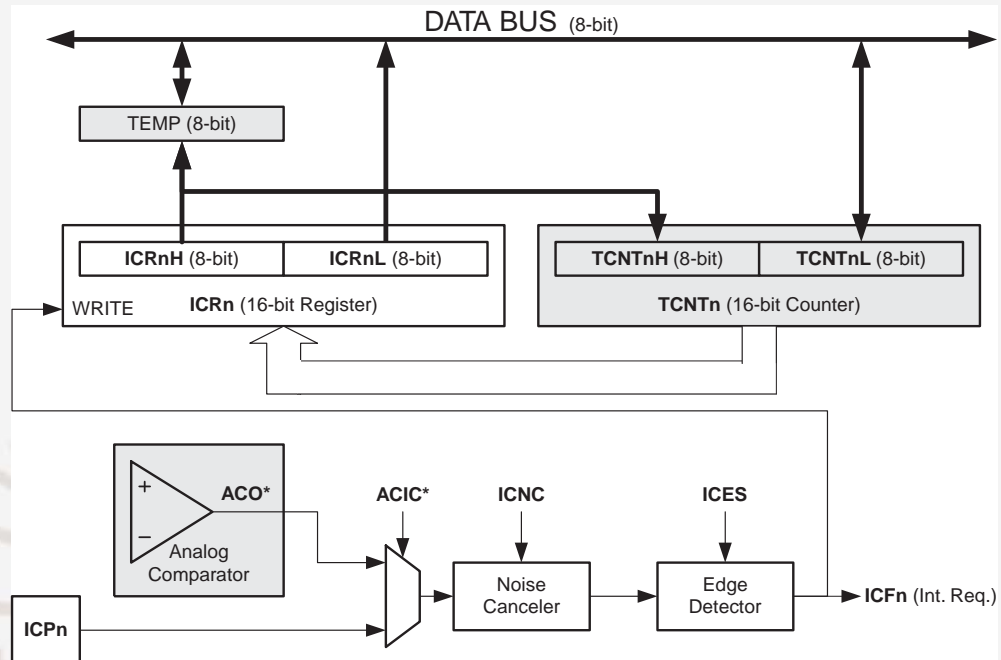 DATA BUS (8-bit)
TEMP (8-bit)
ICRnH (8-bit) ICRnL (8-bit) TCNTnH (8-bit) TCNTnL (8-bit)
WRITE ICRn (16-bit Register) TCNTn (16-bit Counter)
ACO* ACIC* ICNC ICES
+
−
Analog
Comparator
Noise
Canceler
Edge
Detector
ICFn (Int. Req.)
ICPn